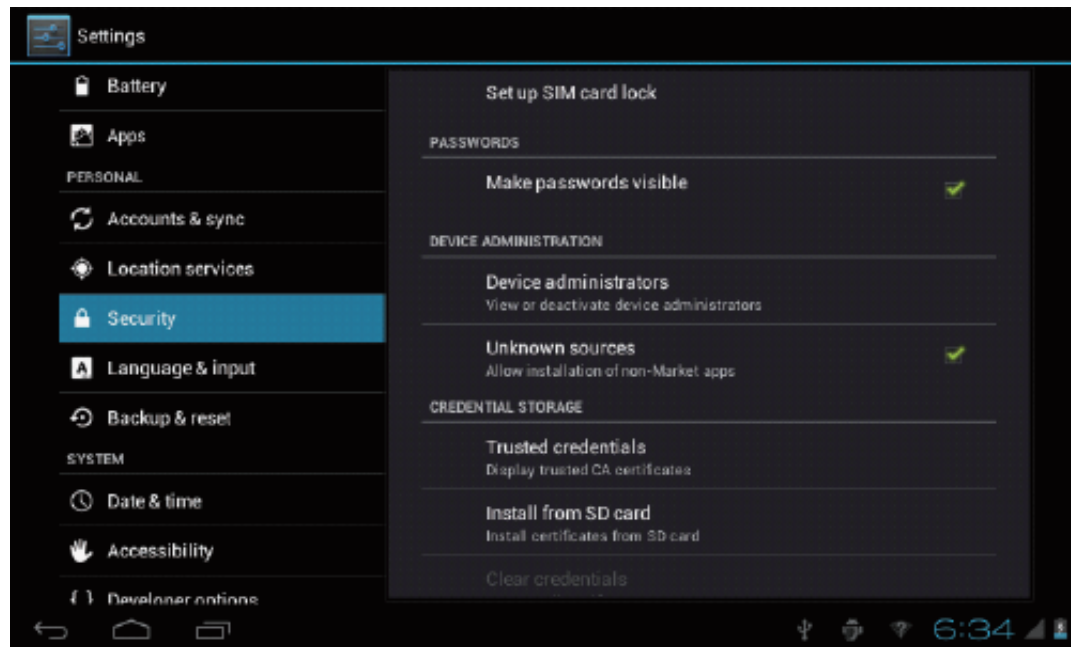 Settings
Battery
Apps
PERSONAL
Accounts & sync
Location services
Security
Language & input
Backup & reset
SYSTEM
Date & time
Accessibility
{ } Developer options
Set up SIM card lock
PASSWORDS
Make passwords visible
DEVICE ADMINISTRATION
Device administrators
View or deactivate device administrators
Unknown sources
Allow installation of non-Market apps
CREDENTIAL STORAGE
Trusted credentials
Display trusted CA certificates
Install from SD card
Install certificates from SD card
Clear credentials
6:34